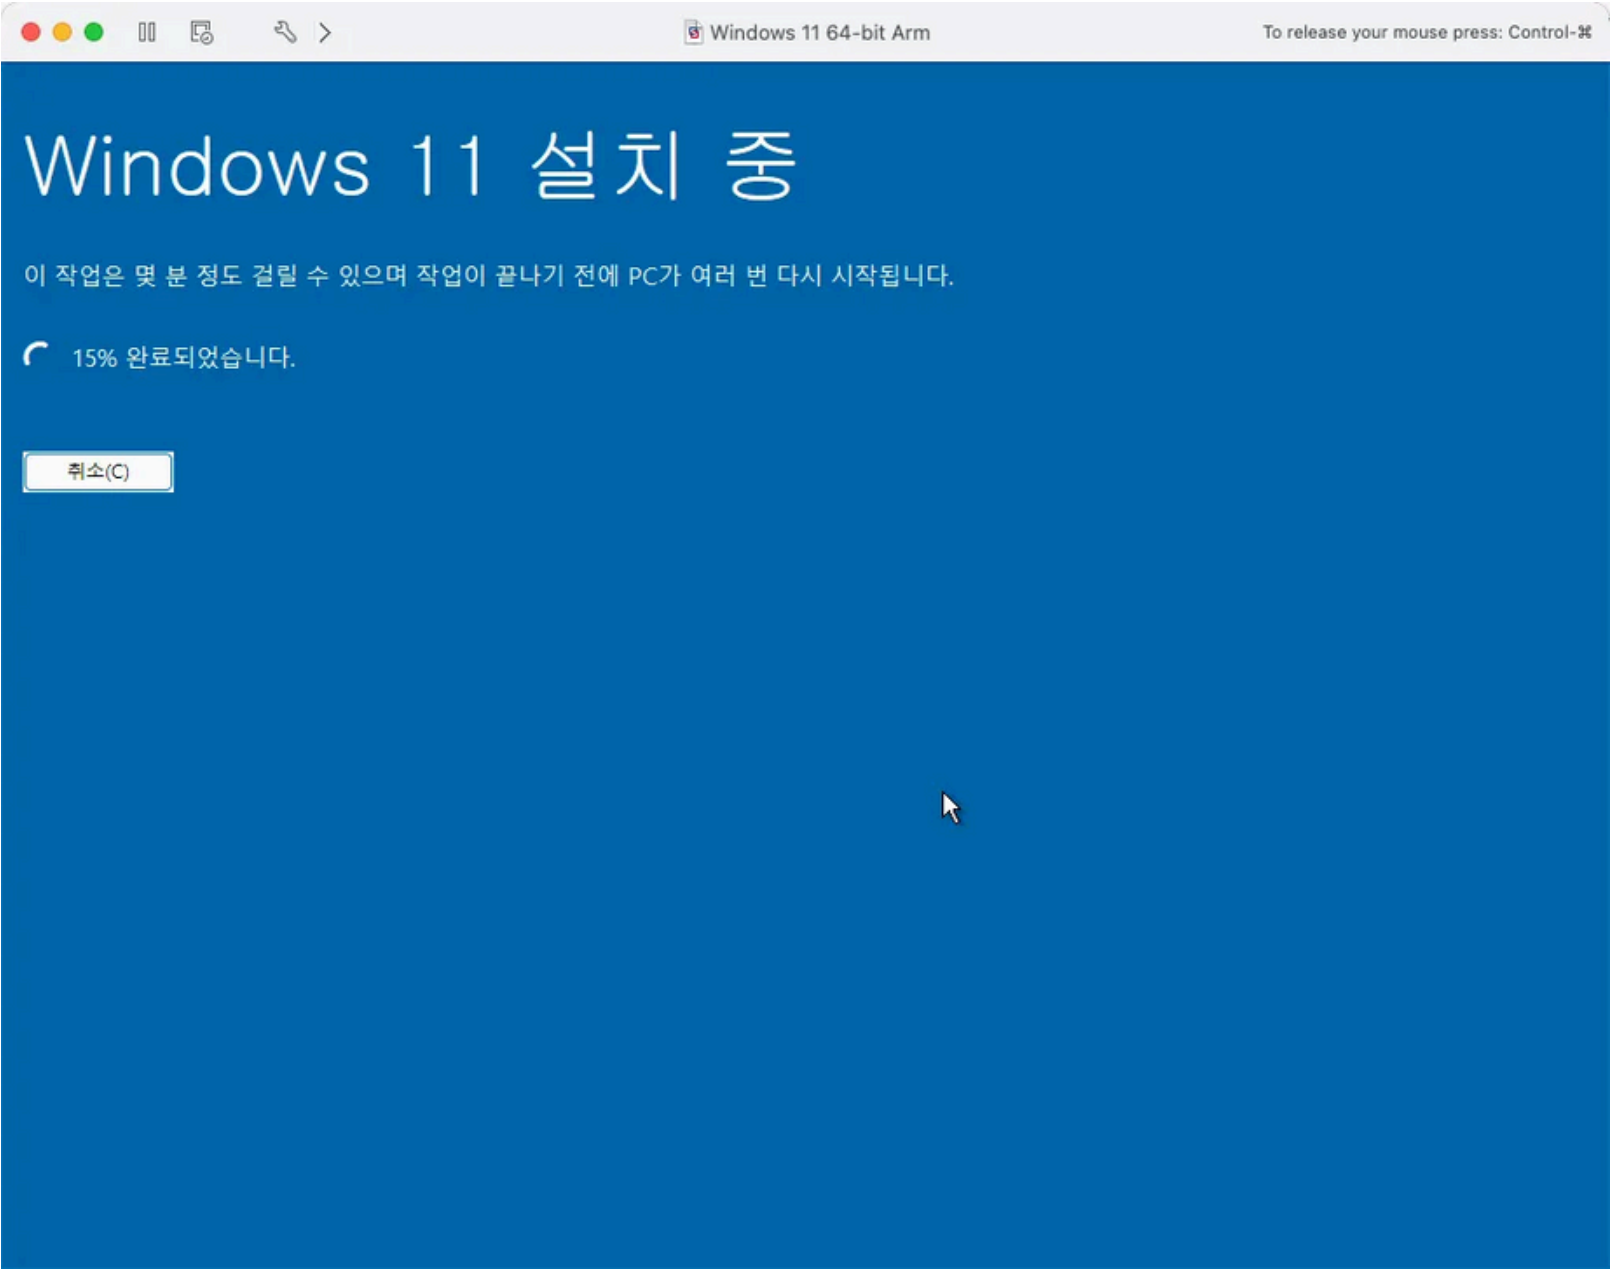 Windows 11 64-bit Arm
To release your mouse press: Control-⌘
Windows 11 설치 중
이 작업은 몇 분 정도 걸릴 수 있으며 작업이 끝나기 전에 PC가 여러 번 다시 시작됩니다.
15% 완료되었습니다.
취소(C)